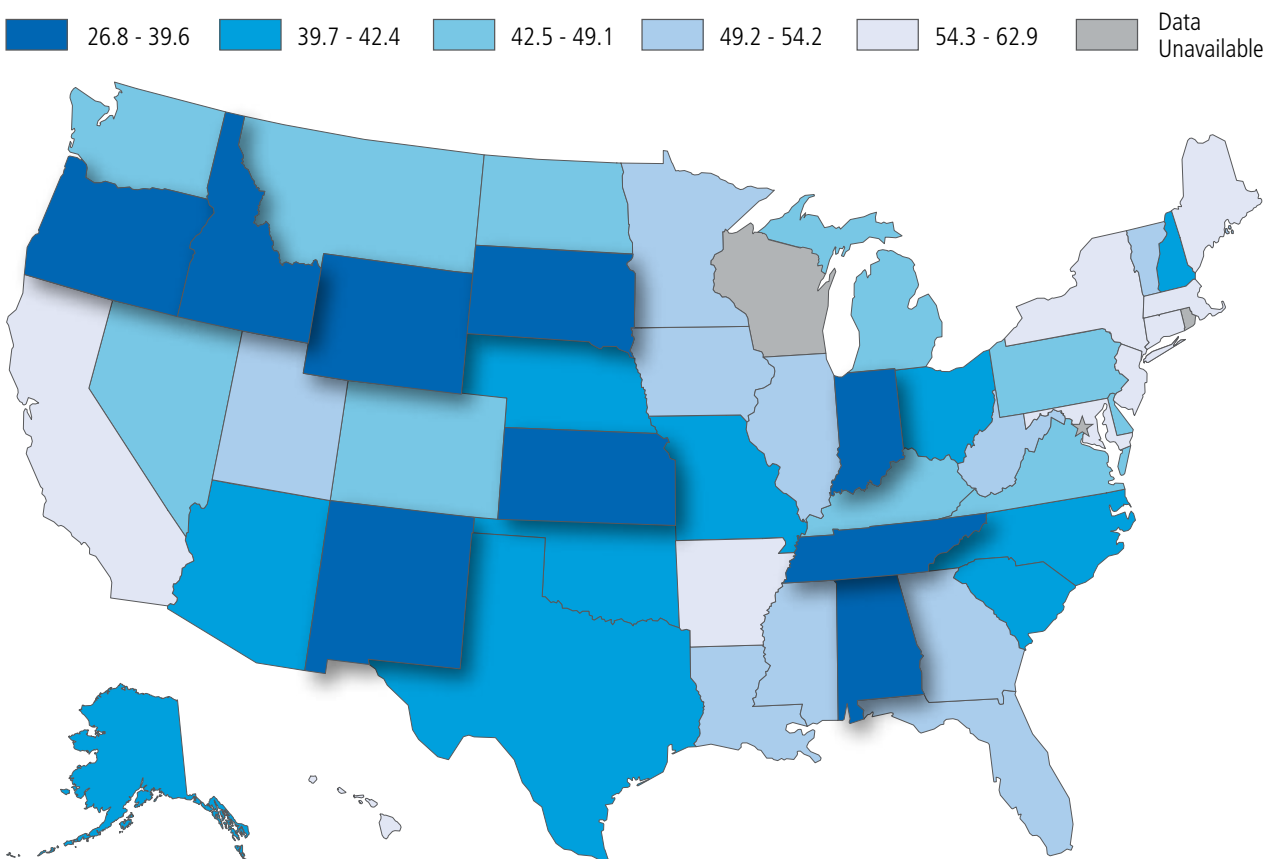 26.8 - 39.6
39.7 - 42.4
42.5 - 49.1
49.2 - 54.2
54.3 - 62.9
Data
Unavailable